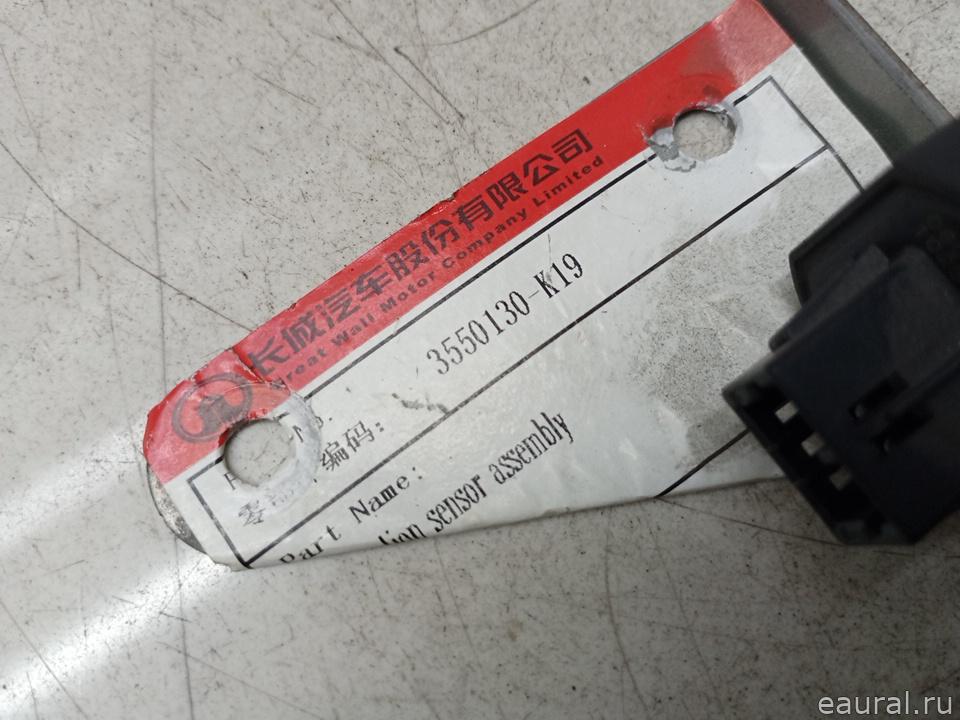 长城汽车股份有限公司
Great Wall Motor Company Limited
No.
编码: 3550130-K19
Part Name:
sensor assembly
eaural.ru